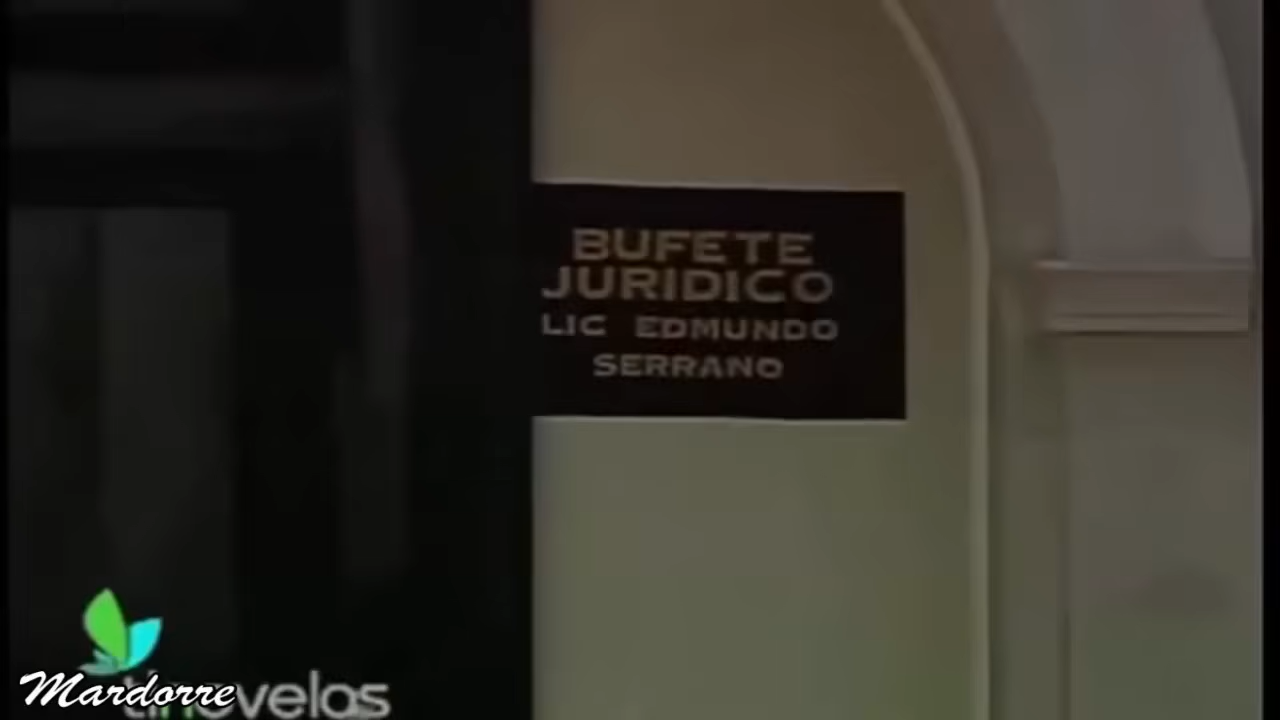 BUFETE
JURIDICO
LIC EDMUNDO
SERRANO
Mardorre
tlnovelas